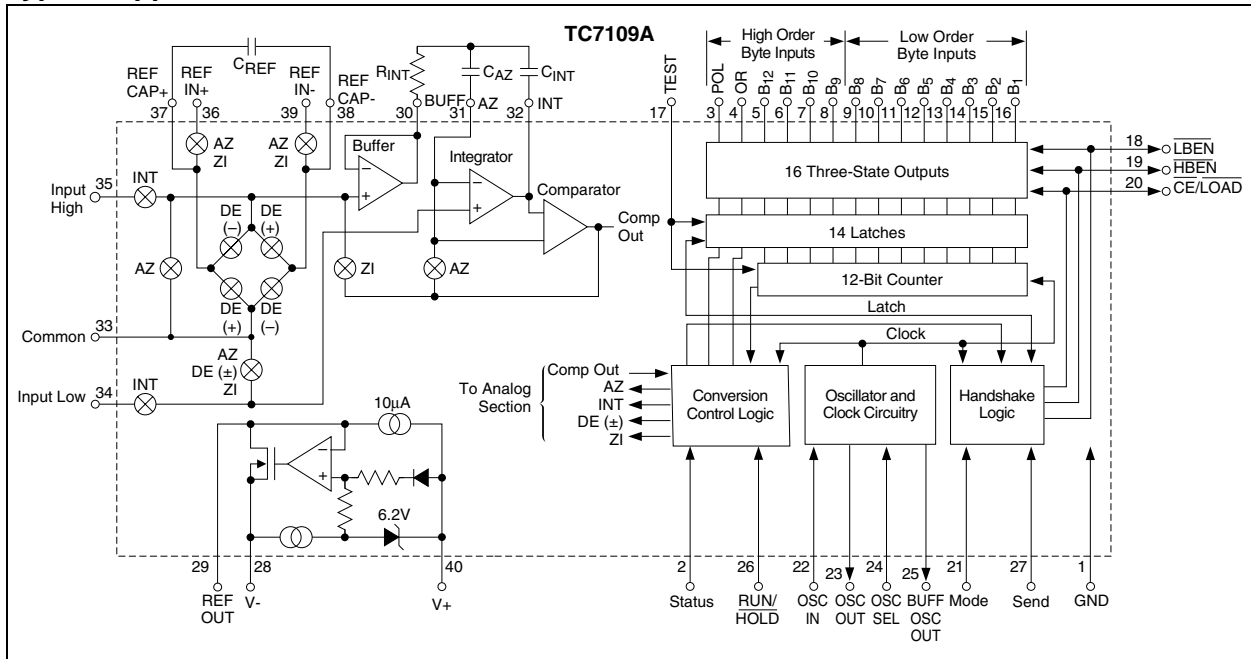 TC7109A
High Order
Byte Inputs
Low Order
Byte Inputs
CREF
REF
CAP+
REF
IN+
REF
IN-
REF
CAP-
RINT
CAZ
CINT
BUFF
AZ
INT
TEST
POL
OR
B12
B11
B10
B9
B8
B7
B6
B5
B4
B3
B2
B1
37
36
39
38
30
31
32
17
3
4
5
6
7
8
9
10
11
12
13
14
15
16
AZ
ZI
AZ
ZI
Buffer
Integrator
Comparator
Comp
Out
16 Three-State Outputs
18
LBEN
19
HBEN
20
CE/LOAD
Input
High
35
INT
DE
(–)
DE
(+)
14 Latches
AZ
ZI
AZ
12-Bit Counter
DE
(+)
DE
(–)
Latch
Common
33
Clock
AZ
DE (±)
ZI
Input Low
34
INT
To Analog
Section
Comp Out
AZ
INT
DE (±)
ZI
Conversion
Control Logic
Oscillator and
Clock Circuitry
Handshake
Logic
10μA
–
+
6.2V
29
28
40
2
26
22
23
24
25
21
27
1
REF
OUT
V-
V+
Status
RUN/
HOLD
OSC
IN
OSC
OUT
OSC
SEL
BUFF
OSC
OUT
Mode
Send
GND